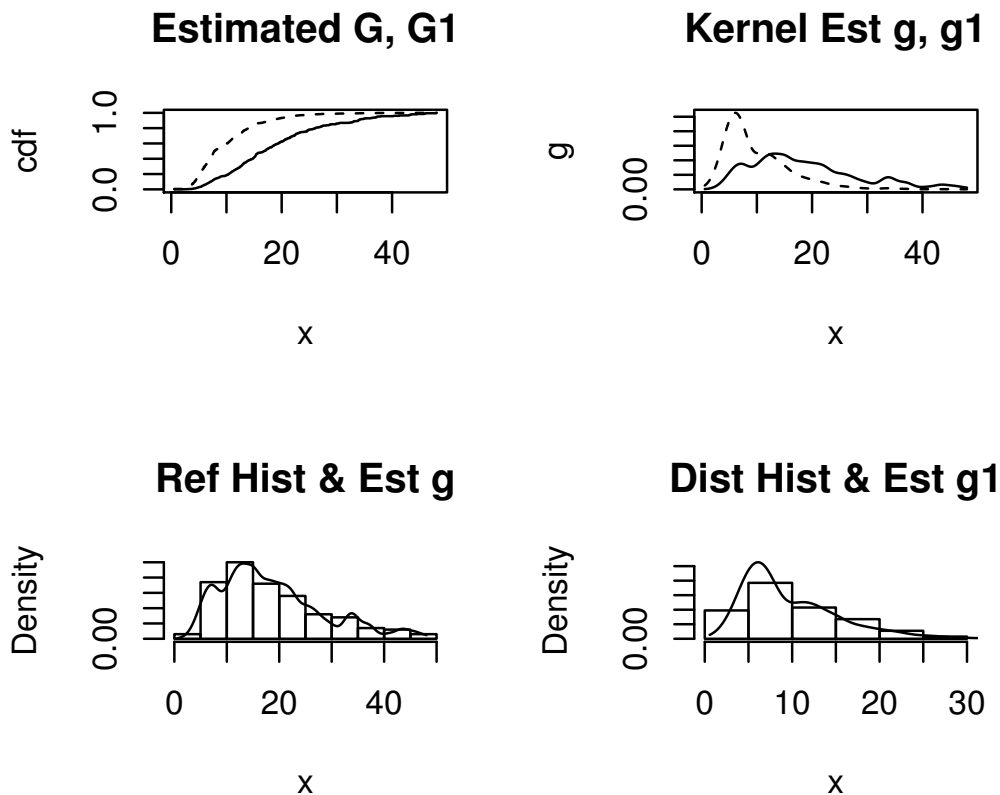 Estimated G, G1
cdf
0.0
1.0
0
20
40
x
Kernel Est g, g1
g
0.00
0
20
40
x
Ref Hist & Est g
Density
0.00
0
20
40
x
Dist Hist & Est g1
Density
0.00
0
10
20
30
x